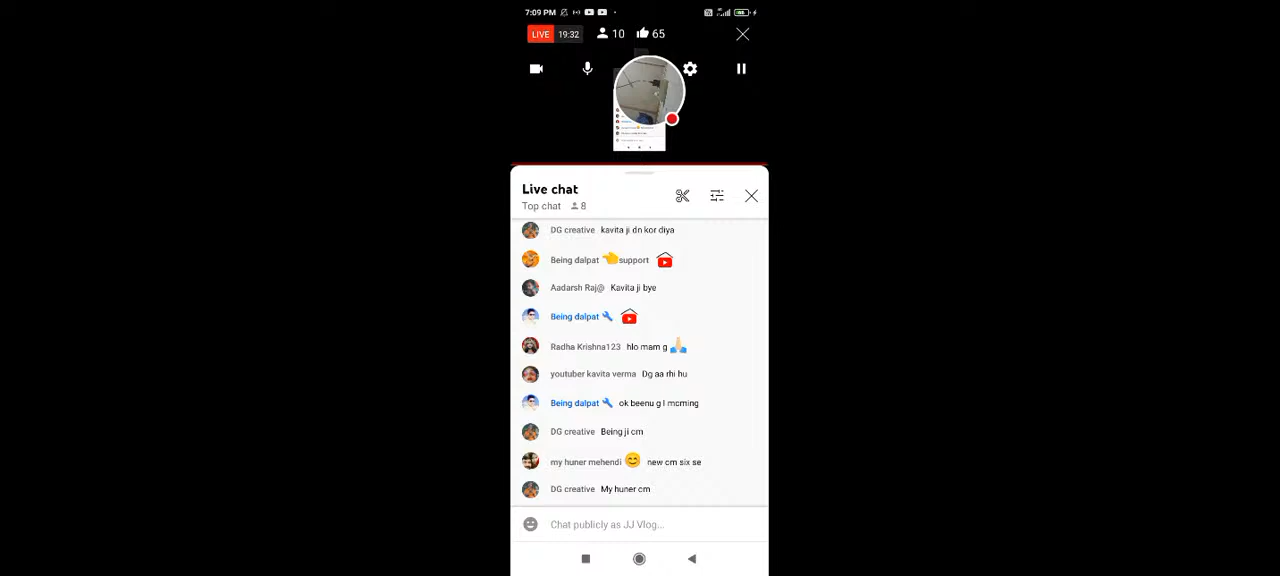 7:09 PM
LIVE 19:32 10 65
Live chat
Top chat 8
DG creative kavita ji dn kor diya
Being dalpat 👈support
Aadarsh Raj@ Kavita ji bye
Being dalpat
Radha Krishna123 hlo mam g 🙏
youtuber kavita verma Dg aa rhi hu
Being dalpat ok beenu g I mcming
DG creative Being ji cm
my huner mehendi 😊 new cm six se
DG creative My huner cm
Chat publicly as JJ Vlog...